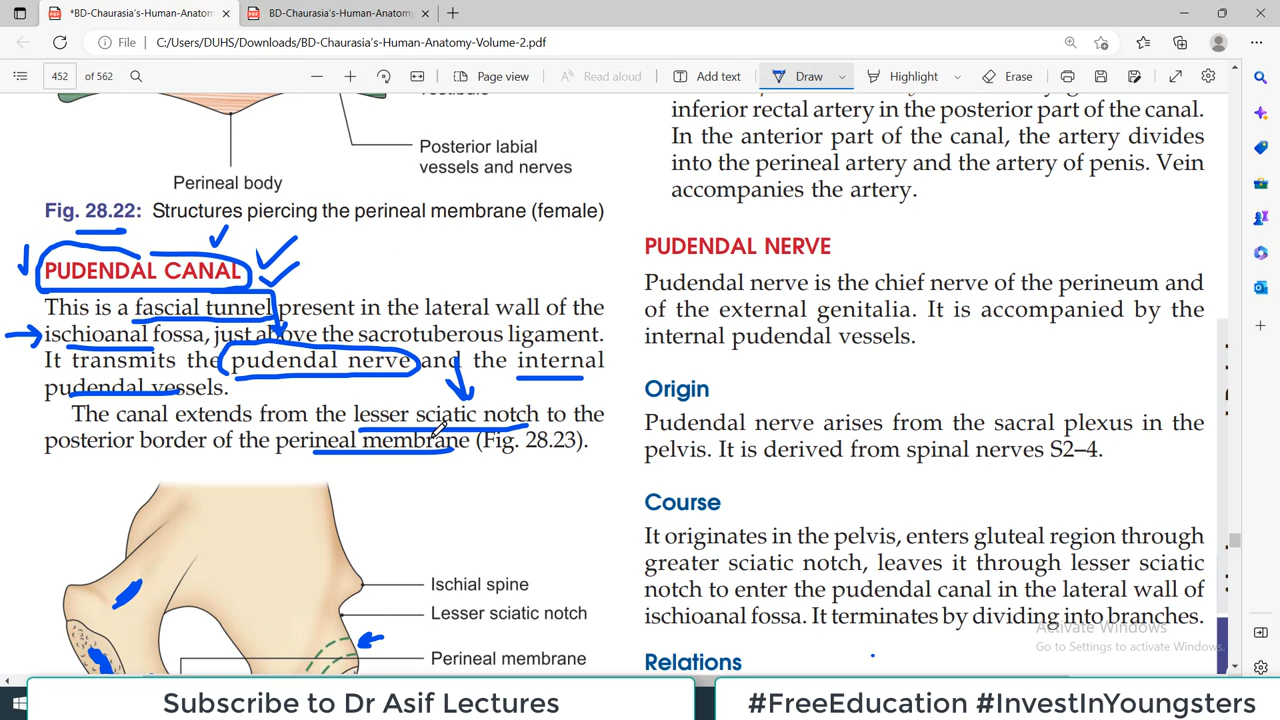 *BD-Chaurasia's-Human-Anatomy-
BD-Chaurasia's-Human-Anatomy
File
C:/Users/DUHS/Downloads/BD-Chaurasia's-Human-Anatomy-Volume-2.pdf
452 of 562
Page view
Read aloud
Add text
Draw
Highlight
Erase
Posterior labial
vessels and nerves
Perineal body
Fig. 28.22: Structures piercing the perineal membrane (female)
PUDENDAL CANAL
This is a fascial tunnel present in the lateral wall of the
ischioanal fossa, just above the sacrotuberous ligament.
It transmits the pudendal nerve and the internal
pudendal vessels.
The canal extends from the lesser sciatic notch to the
posterior border of the perineal membrane (Fig. 28.23).
Ischial spine
Lesser sciatic notch
Perineal membrane
inferior rectal artery in the posterior part of the canal.
In the anterior part of the canal, the artery divides
into the perineal artery and the artery of penis. Vein
accompanies the artery.
PUDENDAL NERVE
Pudendal nerve is the chief nerve of the perineum and
of the external genitalia. It is accompanied by the
internal pudendal vessels.
Origin
Pudendal nerve arises from the sacral plexus in the
pelvis. It is derived from spinal nerves S2–4.
Course
It originates in the pelvis, enters gluteal region through
greater sciatic notch, leaves it through lesser sciatic
notch to enter the pudendal canal in the lateral wall of
ischioanal fossa. It terminates by dividing into branches.
Relations
Activate Windows
Go to Settings to activate Windows.
Subscribe to Dr Asif Lectures
#FreeEducation #InvestInYoungsters